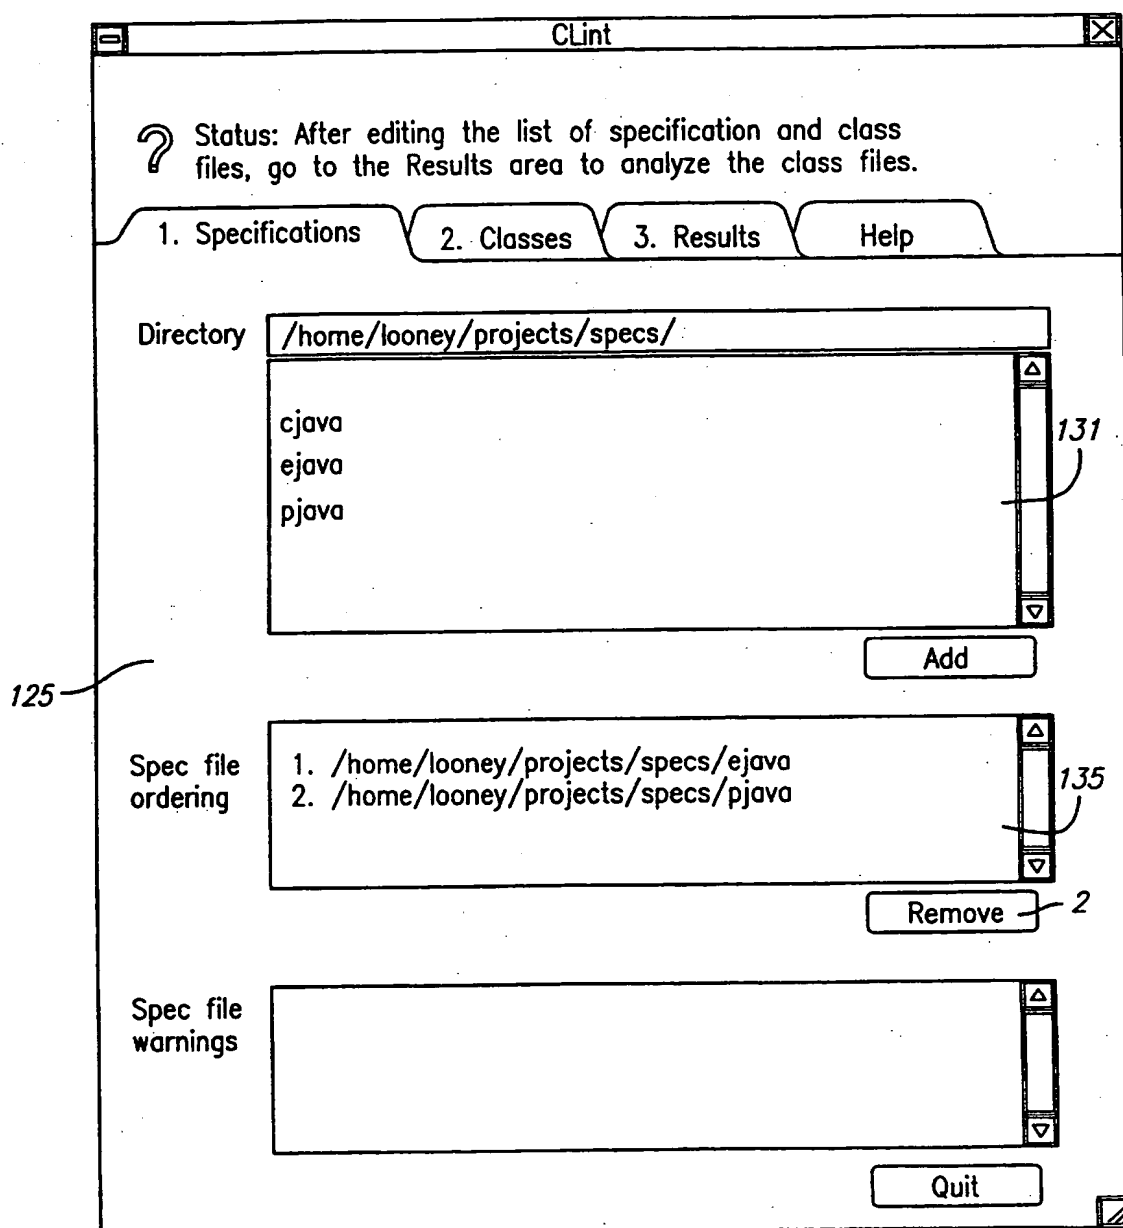 CLint
Status: After editing the list of specification and class
files, go to the Results area to analyze the class files.
1. Specifications
2. Classes
3. Results
Help
Directory
/home/looney/projects/specs/
cjava
ejava
pjava
131
Add
125
Spec file
ordering
1. /home/looney/projects/specs/ejava
2. /home/looney/projects/specs/pjava
135
Remove
2
Spec file
warnings
Quit